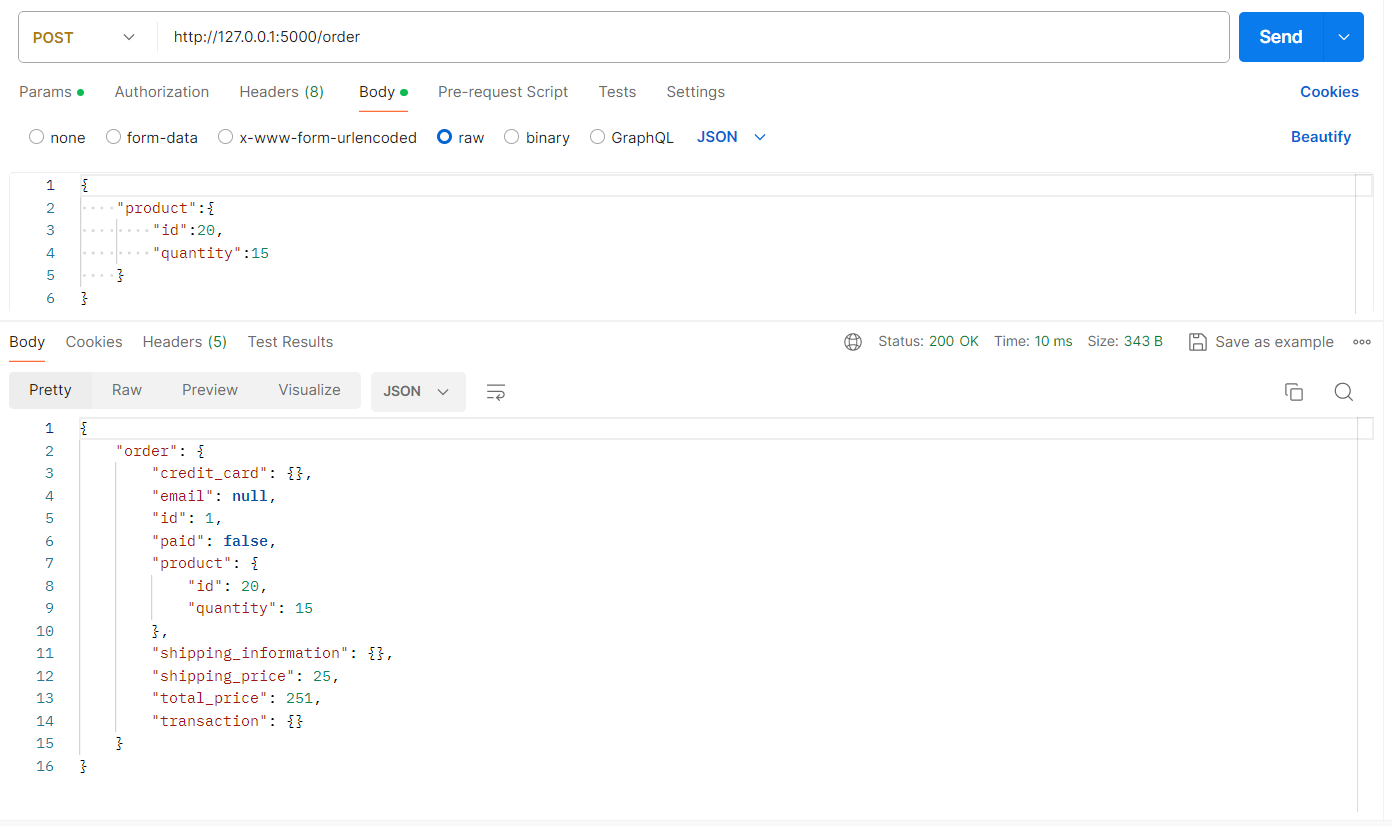 POST http://127.0.0.1:5000/order Send
Params Authorization Headers (8) Body Pre-request Script Tests Settings Cookies
none form-data x-www-form-urlencoded raw binary GraphQL JSON Beautify
1 {
2 "product":{
3 "id":20,
4 "quantity":15
5 }
6 }
Body Cookies Headers (5) Test Results Status: 200 OK Time: 10 ms Size: 343 B Save as example
Pretty Raw Preview Visualize JSON
1 {
2 "order": {
3 "credit_card": {},
4 "email": null,
5 "id": 1,
6 "paid": false,
7 "product": {
8 "id": 20,
9 "quantity": 15
10 },
11 "shipping_information": {},
12 "shipping_price": 25,
13 "total_price": 251,
14 "transaction": {}
15 }
16 }